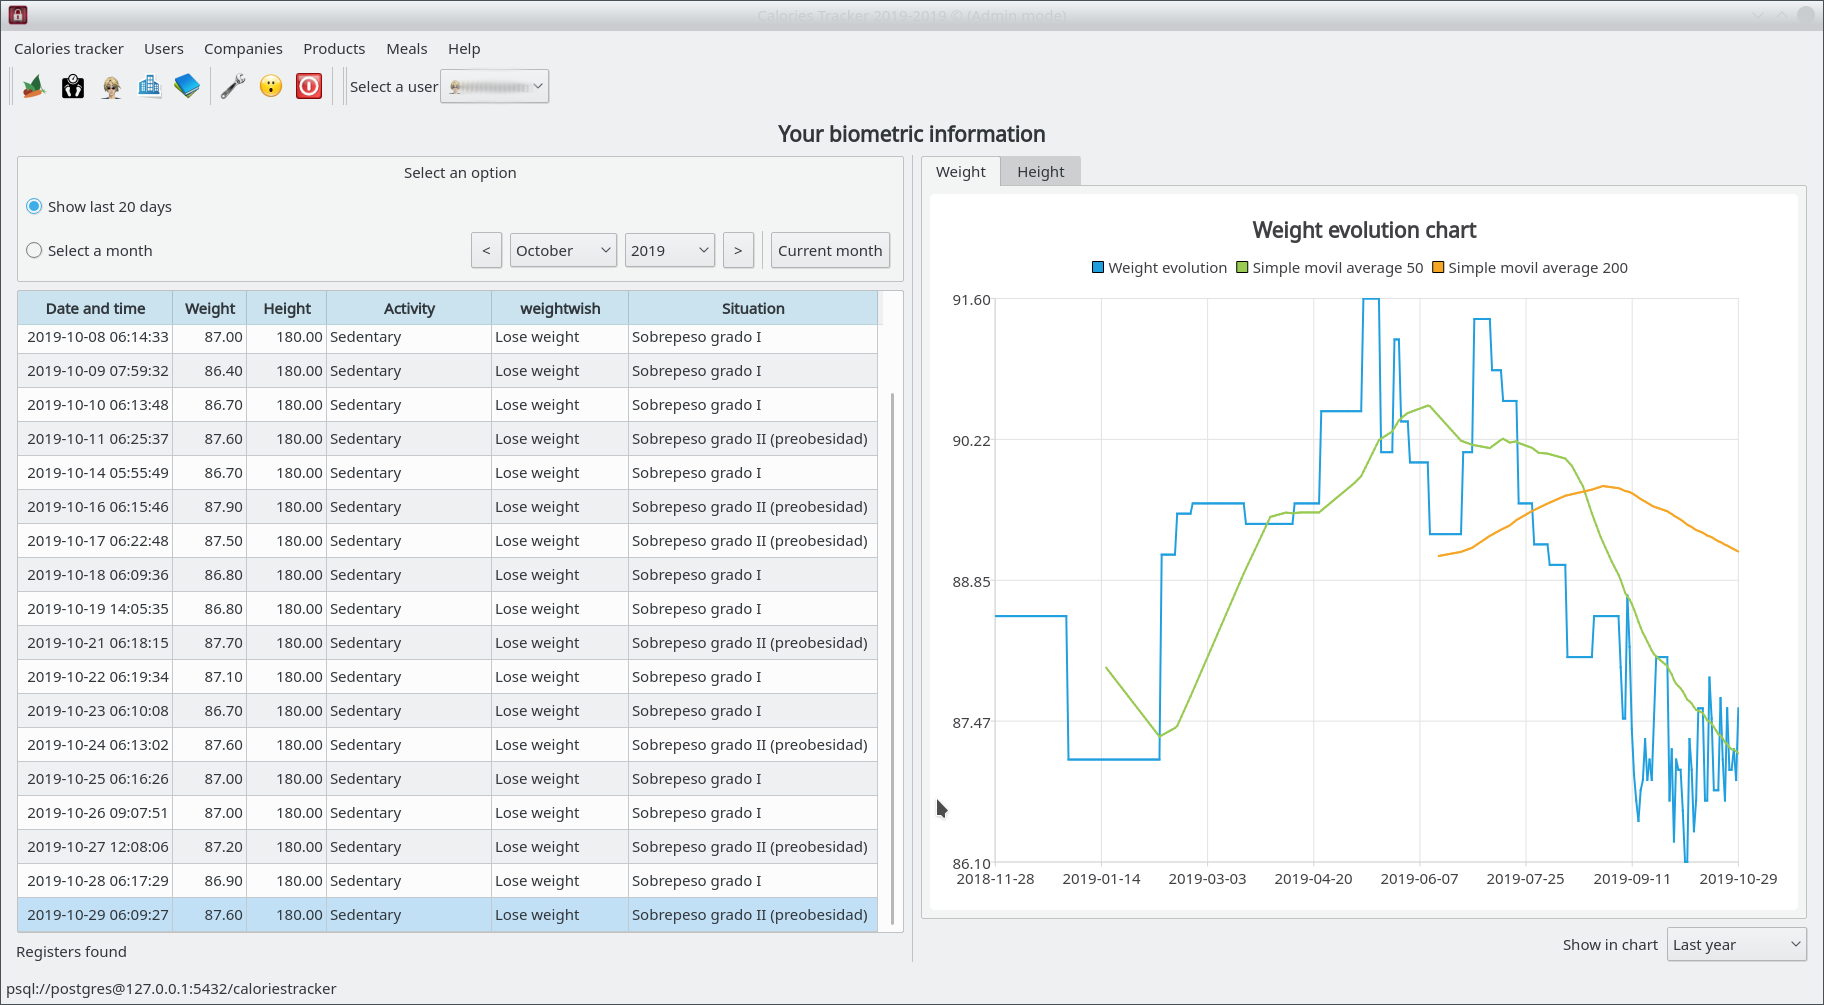 Calories Tracker 2019-2019 © (Admin mode)
Calories tracker Users Companies Products Meals Help
Select a user
Your biometric information
Select an option
Show last 20 days
Select a month < October 2019 > Current month
Date and time Weight Height Activity weightwish Situation
2019-10-08 06:14:33 87.00 180.00 Sedentary Lose weight Sobrepeso grado I
2019-10-09 07:59:32 86.40 180.00 Sedentary Lose weight Sobrepeso grado I
2019-10-10 06:13:48 86.70 180.00 Sedentary Lose weight Sobrepeso grado I
2019-10-11 06:25:37 87.60 180.00 Sedentary Lose weight Sobrepeso grado II (preobesidad)
2019-10-14 05:55:49 86.70 180.00 Sedentary Lose weight Sobrepeso grado I
2019-10-16 06:15:46 87.90 180.00 Sedentary Lose weight Sobrepeso grado II (preobesidad)
2019-10-17 06:22:48 87.50 180.00 Sedentary Lose weight Sobrepeso grado II (preobesidad)
2019-10-18 06:09:36 86.80 180.00 Sedentary Lose weight Sobrepeso grado I
2019-10-19 14:05:35 86.80 180.00 Sedentary Lose weight Sobrepeso grado I
2019-10-21 06:18:15 87.70 180.00 Sedentary Lose weight Sobrepeso grado II (preobesidad)
2019-10-22 06:19:34 87.10 180.00 Sedentary Lose weight Sobrepeso grado I
2019-10-23 06:10:08 86.70 180.00 Sedentary Lose weight Sobrepeso grado I
2019-10-24 06:13:02 87.60 180.00 Sedentary Lose weight Sobrepeso grado II (preobesidad)
2019-10-25 06:16:26 87.00 180.00 Sedentary Lose weight Sobrepeso grado I
2019-10-26 09:07:51 87.00 180.00 Sedentary Lose weight Sobrepeso grado I
2019-10-27 12:08:06 87.20 180.00 Sedentary Lose weight Sobrepeso grado II (preobesidad)
2019-10-28 06:17:29 86.90 180.00 Sedentary Lose weight Sobrepeso grado I
2019-10-29 06:09:27 87.60 180.00 Sedentary Lose weight Sobrepeso grado II (preobesidad)
Registers found
Weight Height
Weight evolution chart
Weight evolution Simple movil average 50 Simple movil average 200
91.60
90.22
88.85
87.47
86.10
2018-11-28 2019-01-14 2019-03-03 2019-04-20 2019-06-07 2019-07-25 2019-09-11 2019-10-29
Show in chart Last year
psql://postgres@127.0.0.1:5432/caloriestracker